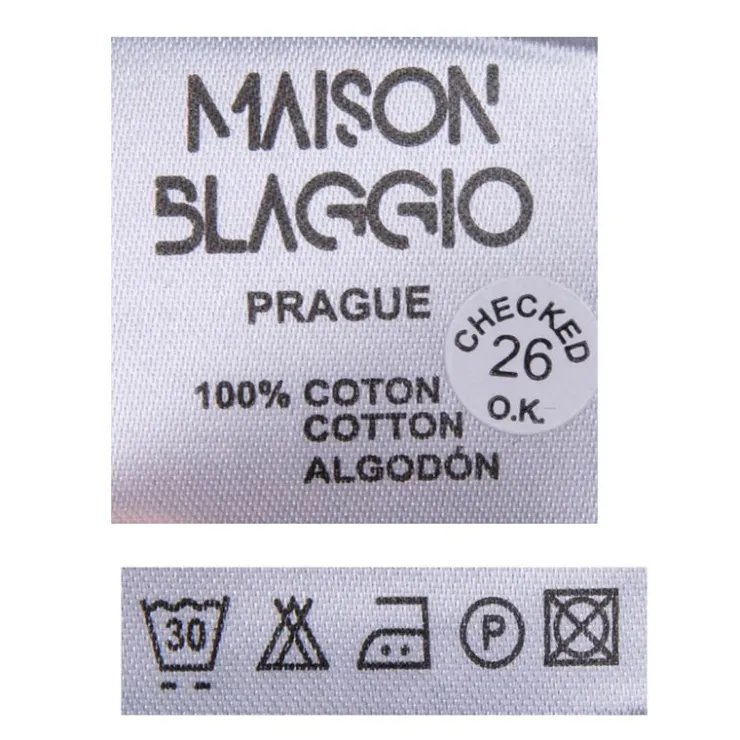 MAISON
BLAGGIO
PRAGUE
CHECKED
26
O.K.
100% COTON
COTTON
ALGODÓN
30
P